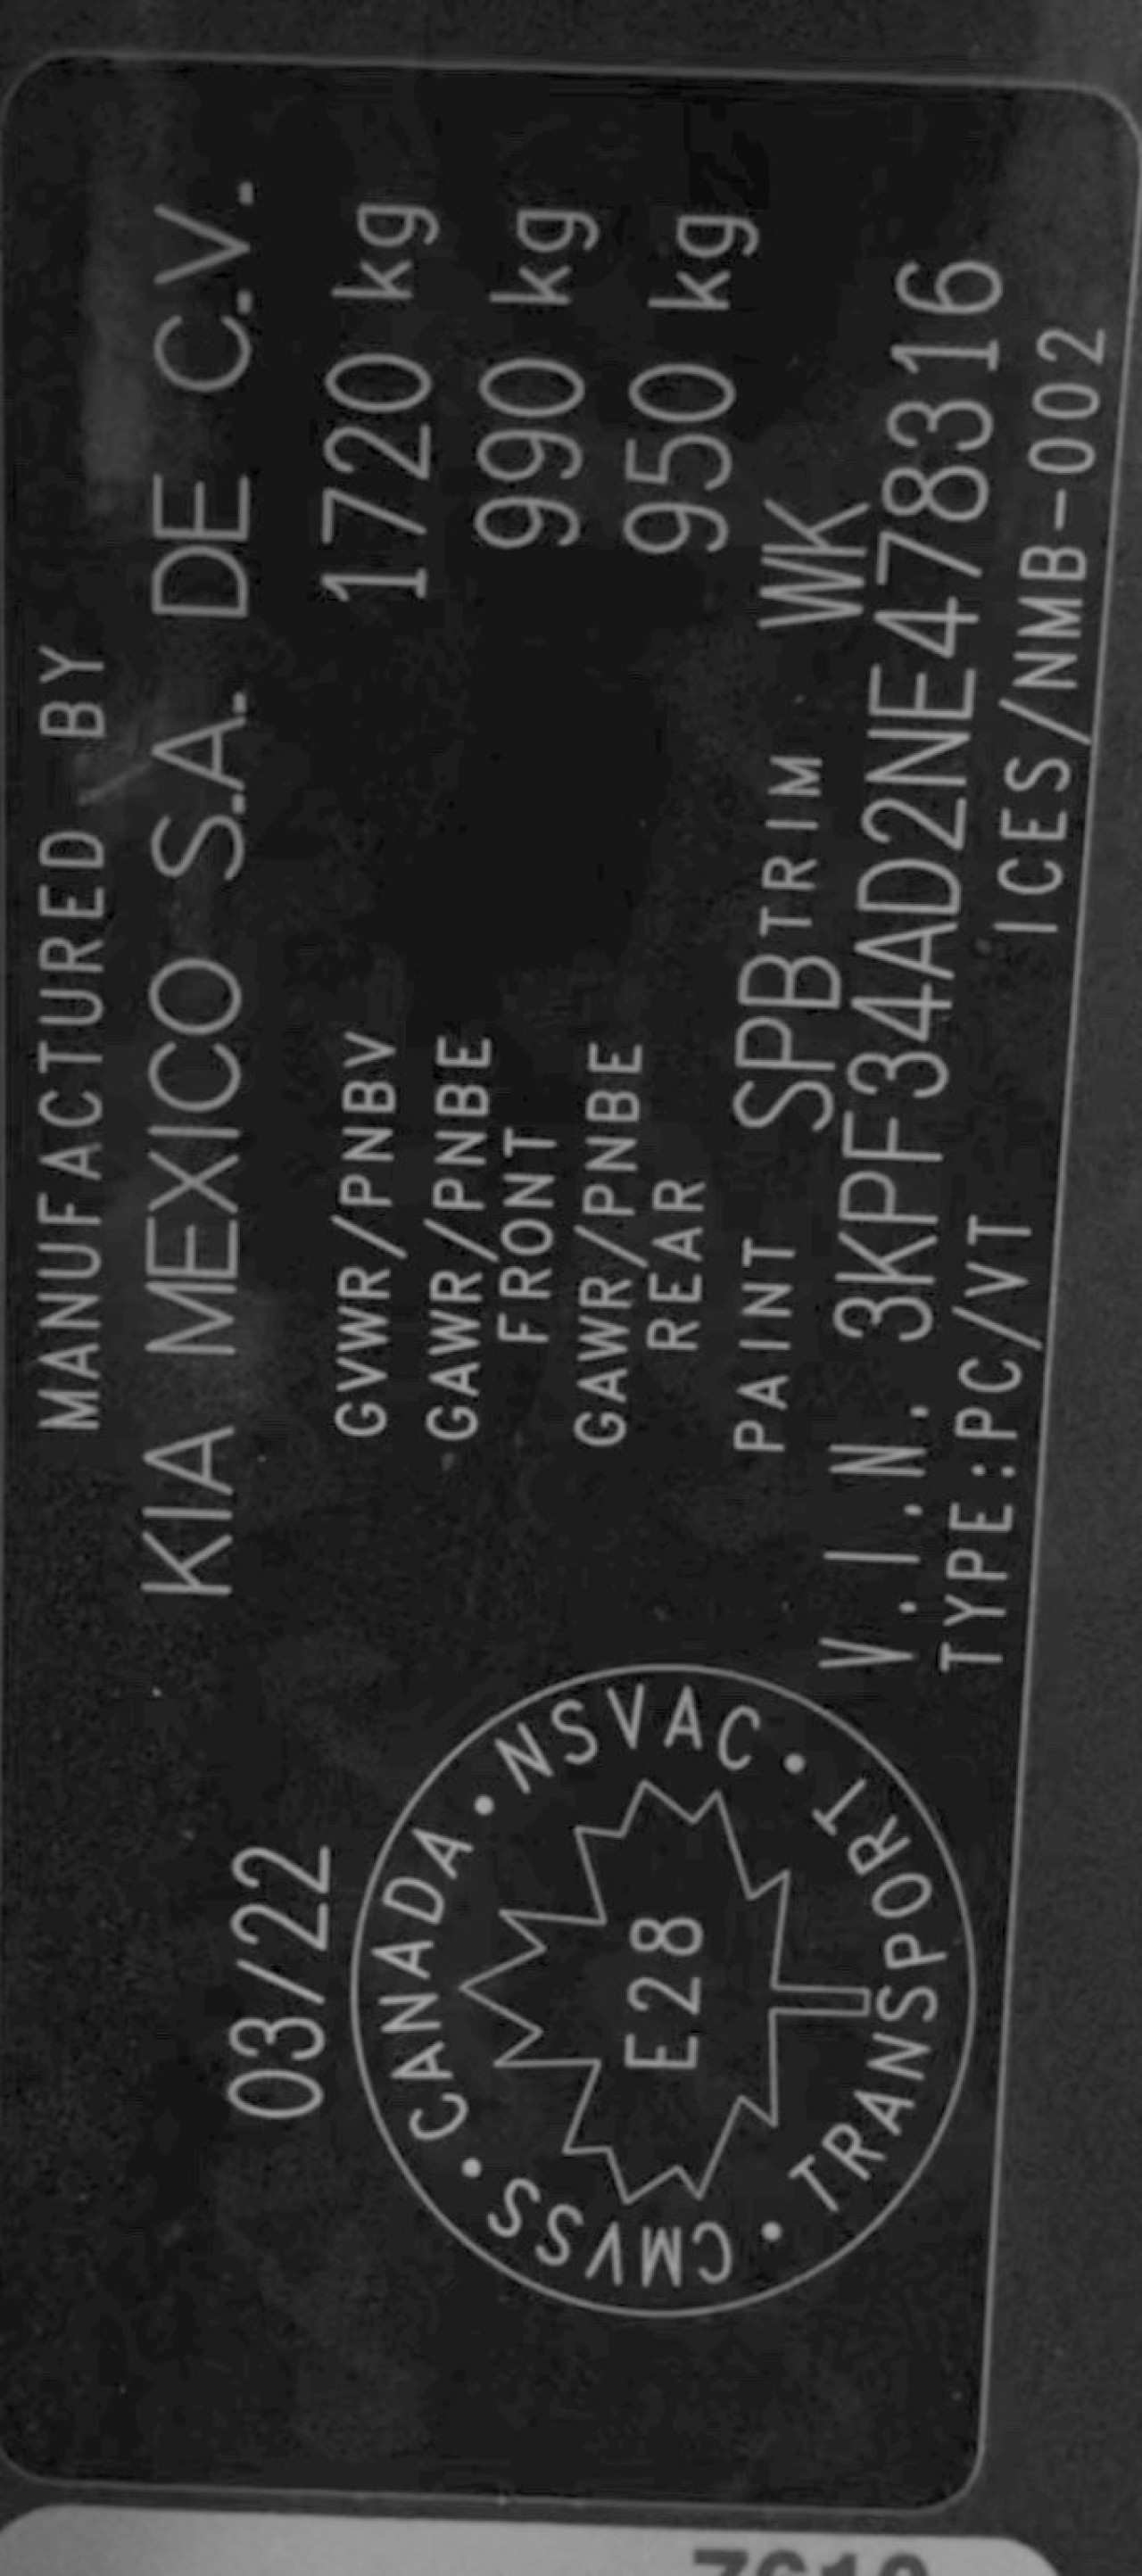 MANUFACTURED BY
KIA MEXICO S.A. DE C.V.
03/22
GVWR/PNBV 1720 kg
GAWR/PNBE 990 kg
FRONT
GAWR/PNBE 950 kg
REAR
PAINT SPB TRIM WK
V.I.N. 3KPF34AD2NE478316
TYPE:PC/VT ICES/NMB-002
CANADA • NSVAC • TRANSPORT • CMVSS •
E28